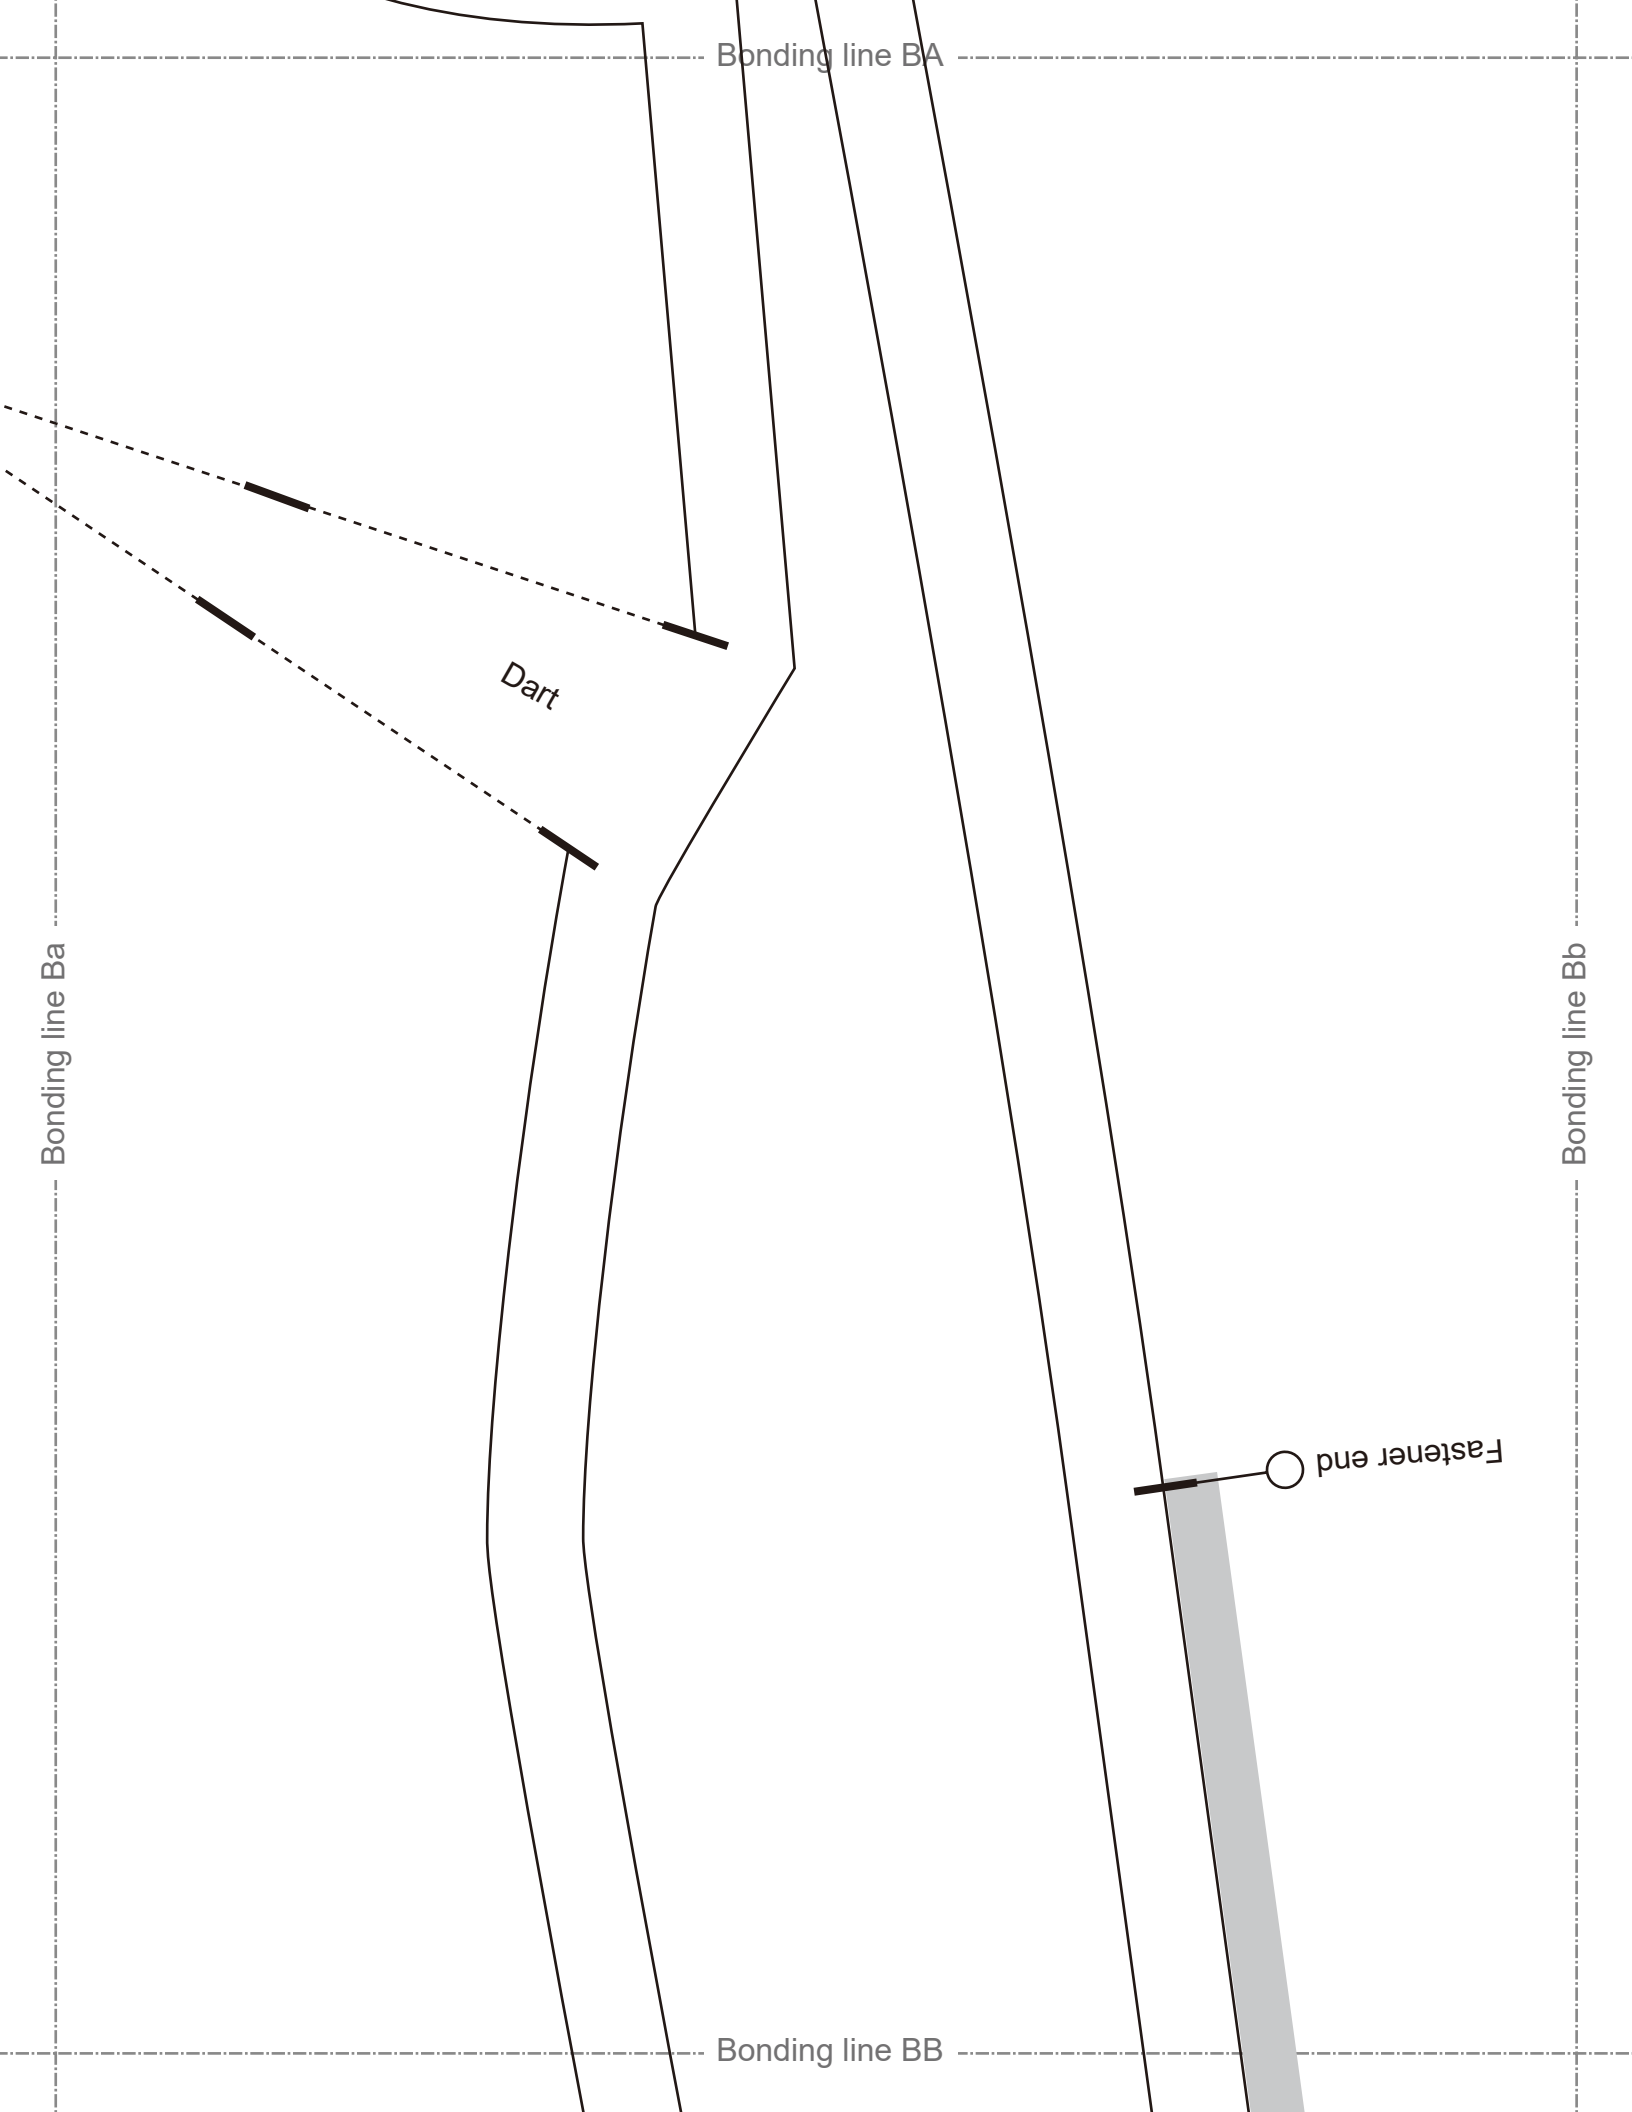 Bonding line BA
Dart
Bonding line Ba
Bonding line Bb
Fastener end
Bonding line BB